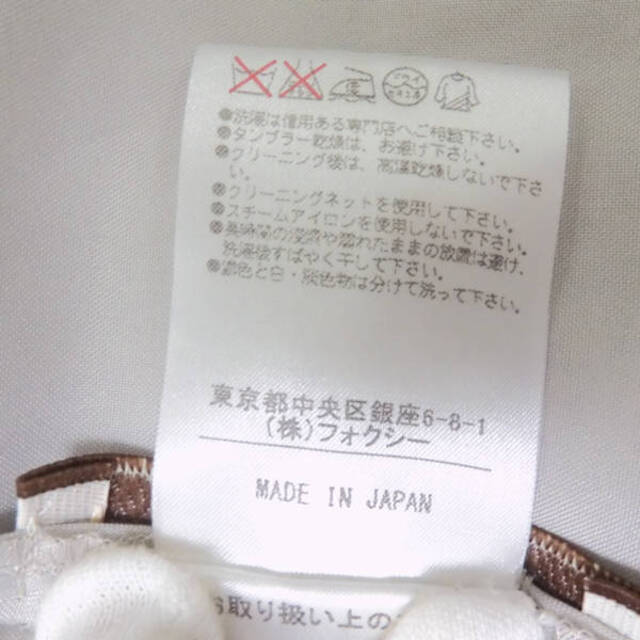 ●洗濯は信用ある専門店へご相談下さい。
●タンブラー乾燥は、お避け下さい。
●クリーニング後は、高温乾燥しないで下さ
い。
●クリーニングネットを使用して下さい。
●スチームアイロンを使用しないで下さい。
●長時間の浸漬や濡れたままの放置は避け、
洗濯後すばやく干して下さい。
●濃色と白・淡色物は分けて洗って下さい。
東京都中央区銀座6-8-1
(株)フォクシー
MADE IN JAPAN
お取り扱い上の